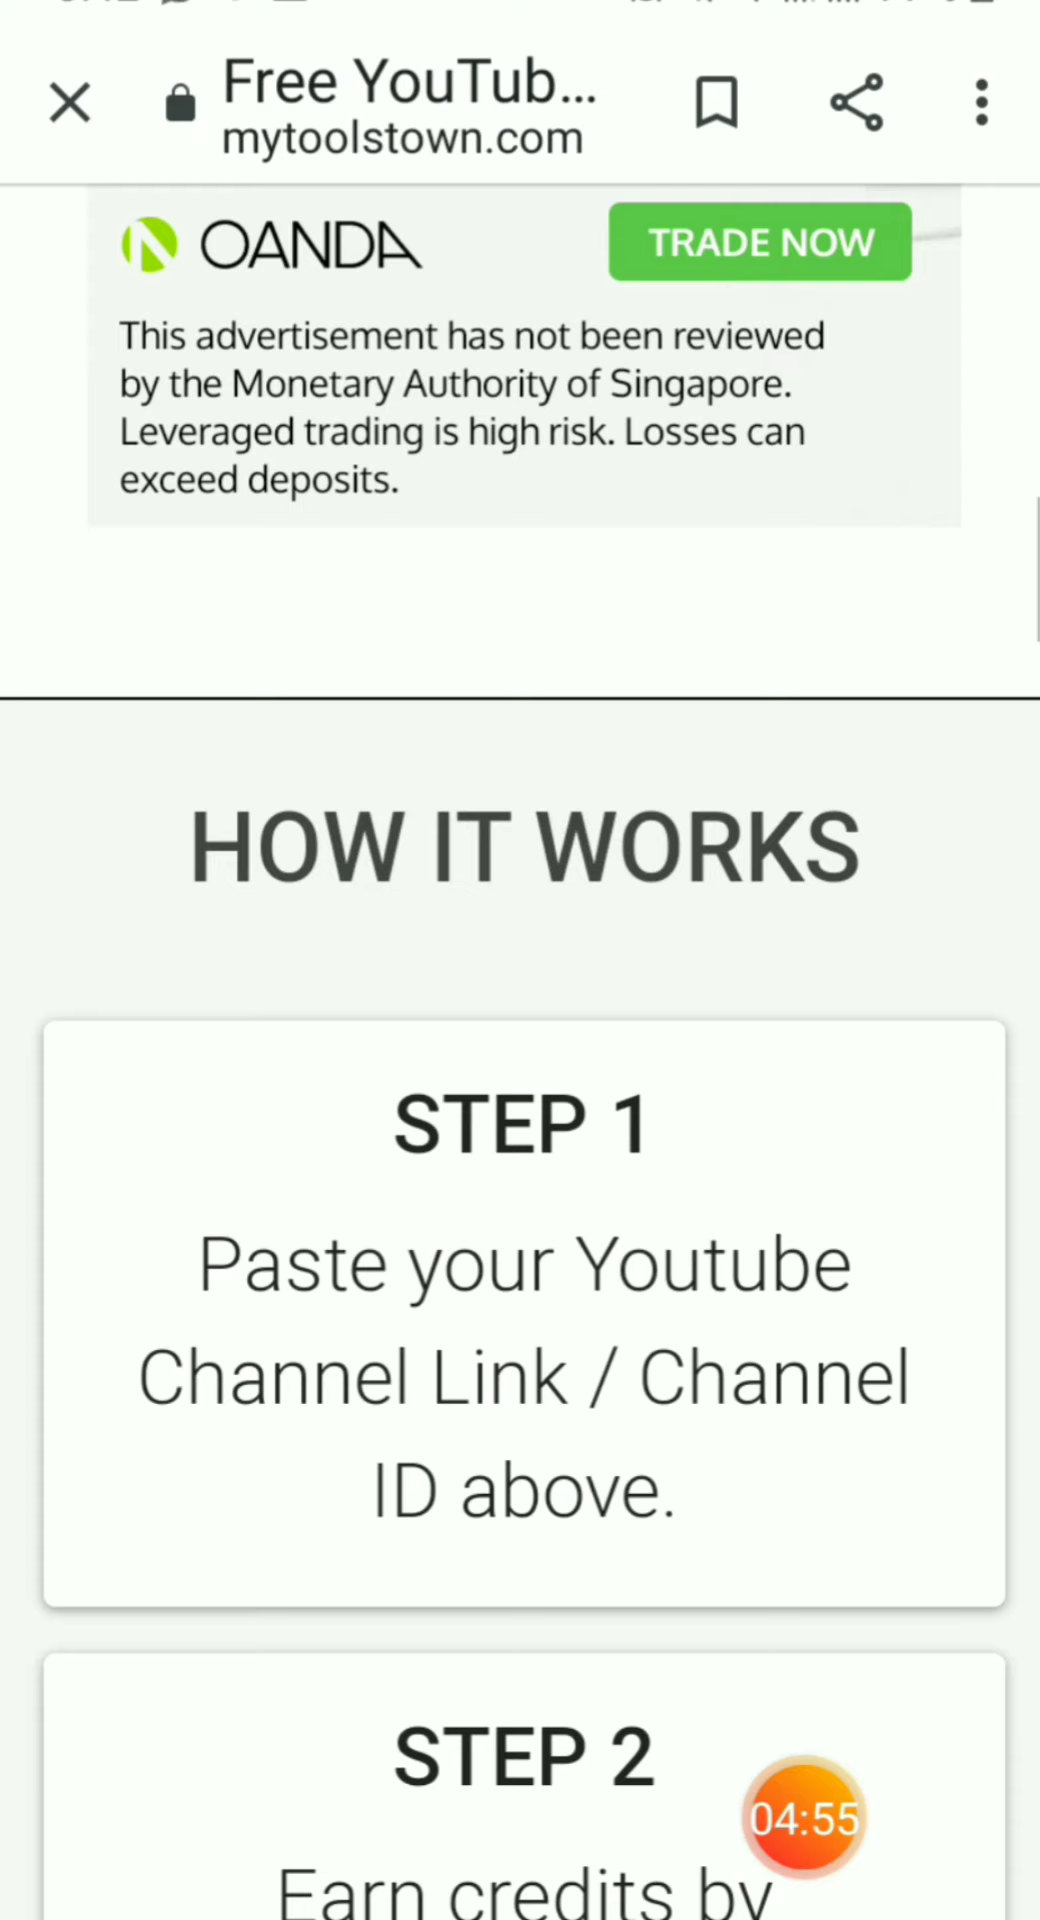 Free YouTub...
mytoolstown.com
OANDA
TRADE NOW
This advertisement has not been reviewed
by the Monetary Authority of Singapore.
Leveraged trading is high risk. Losses can
exceed deposits.
HOW IT WORKS
STEP 1
Paste your Youtube
Channel Link / Channel
ID above.
STEP 2
04:55
Earn credits by